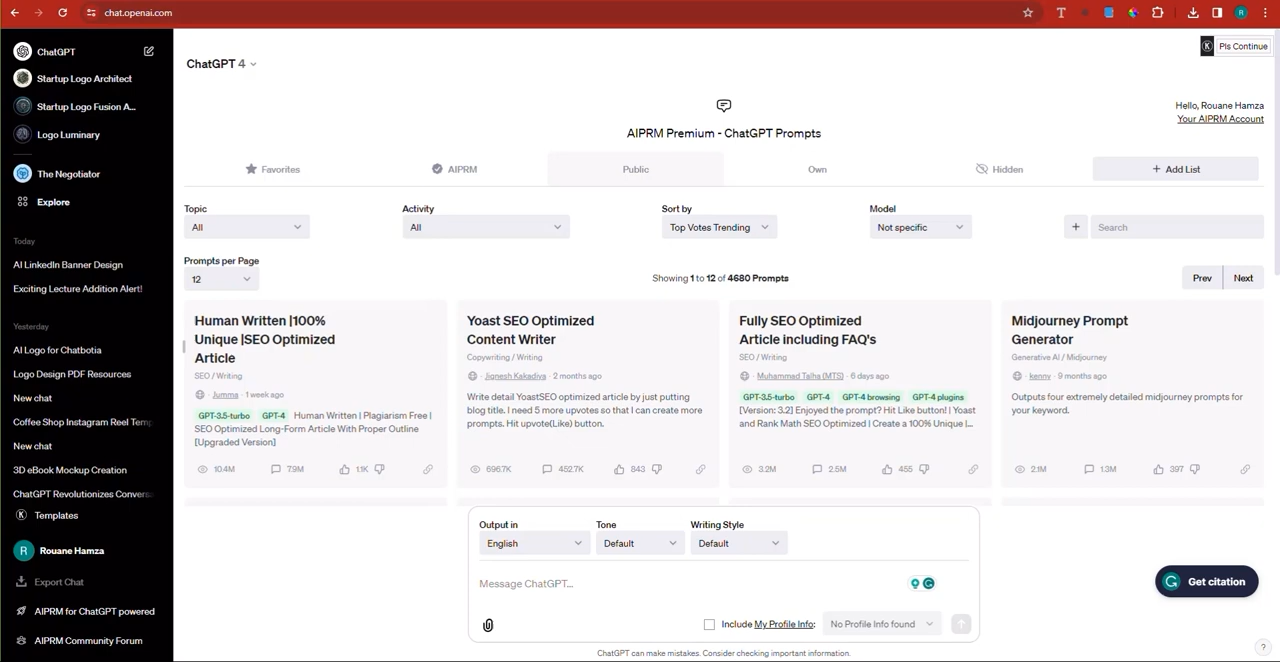 chat.openai.com
ChatGPT
Startup Logo Architect
Startup Logo Fusion A...
Logo Luminary
The Negotiator
Explore
Today
AI LinkedIn Banner Design
Exciting Lecture Addition Alert!
Yesterday
AI Logo for Chatbotia
Logo Design PDF Resources
New chat
Coffee Shop Instagram Reel Temp
New chat
3D eBook Mockup Creation
ChatGPT Revolutionizes Conversa
Templates
R Rouane Hamza
Export Chat
AIPRM for ChatGPT powered
AIPRM Community Forum
ChatGPT 4
Pls Continue
Hello, Rouane Hamza
Your AIPRM Account
AIPRM Premium - ChatGPT Prompts
Favorites AIPRM Public Own Hidden + Add List
Topic Activity Sort by Model
All All Top Votes Trending Not specific + Search
Prompts per Page
12 Showing 1 to 12 of 4680 Prompts Prev Next
Human Written |100%
Unique |SEO Optimized
Article
SEO / Writing
Jumma · 1 week ago
GPT-3.5-turbo GPT-4 Human Written | Plagiarism Free |
SEO Optimized Long-Form Article With Proper Outline
[Upgraded Version]
10.4M 7.9M 1.1K
Yoast SEO Optimized
Content Writer
Copywriting / Writing
Jignesh Kakadiya · 2 months ago
Write detail YoastSEO optimized article by just putting
blog title. I need 5 more upvotes so that I can create more
prompts. Hit upvote(Like) button.
696.7K 452.7K 843
Fully SEO Optimized
Article including FAQ's
SEO / Writing
Muhammad Talha (MTS) · 6 days ago
GPT-3.5-turbo GPT-4 GPT-4 browsing GPT-4 plugins
[Version: 3.2] Enjoyed the prompt? Hit Like button! | Yoast
and Rank Math SEO Optimized | Create a 100% Unique |...
3.2M 2.5M 455
Midjourney Prompt
Generator
Generative AI / Midjourney
kenny · 9 months ago
Outputs four extremely detailed midjourney prompts for
your keyword.
2.1M 1.3M 397
Output in Tone Writing Style
English Default Default
Message ChatGPT...
Include My Profile Info: No Profile Info found
Get citation
ChatGPT can make mistakes. Consider checking important information.
?